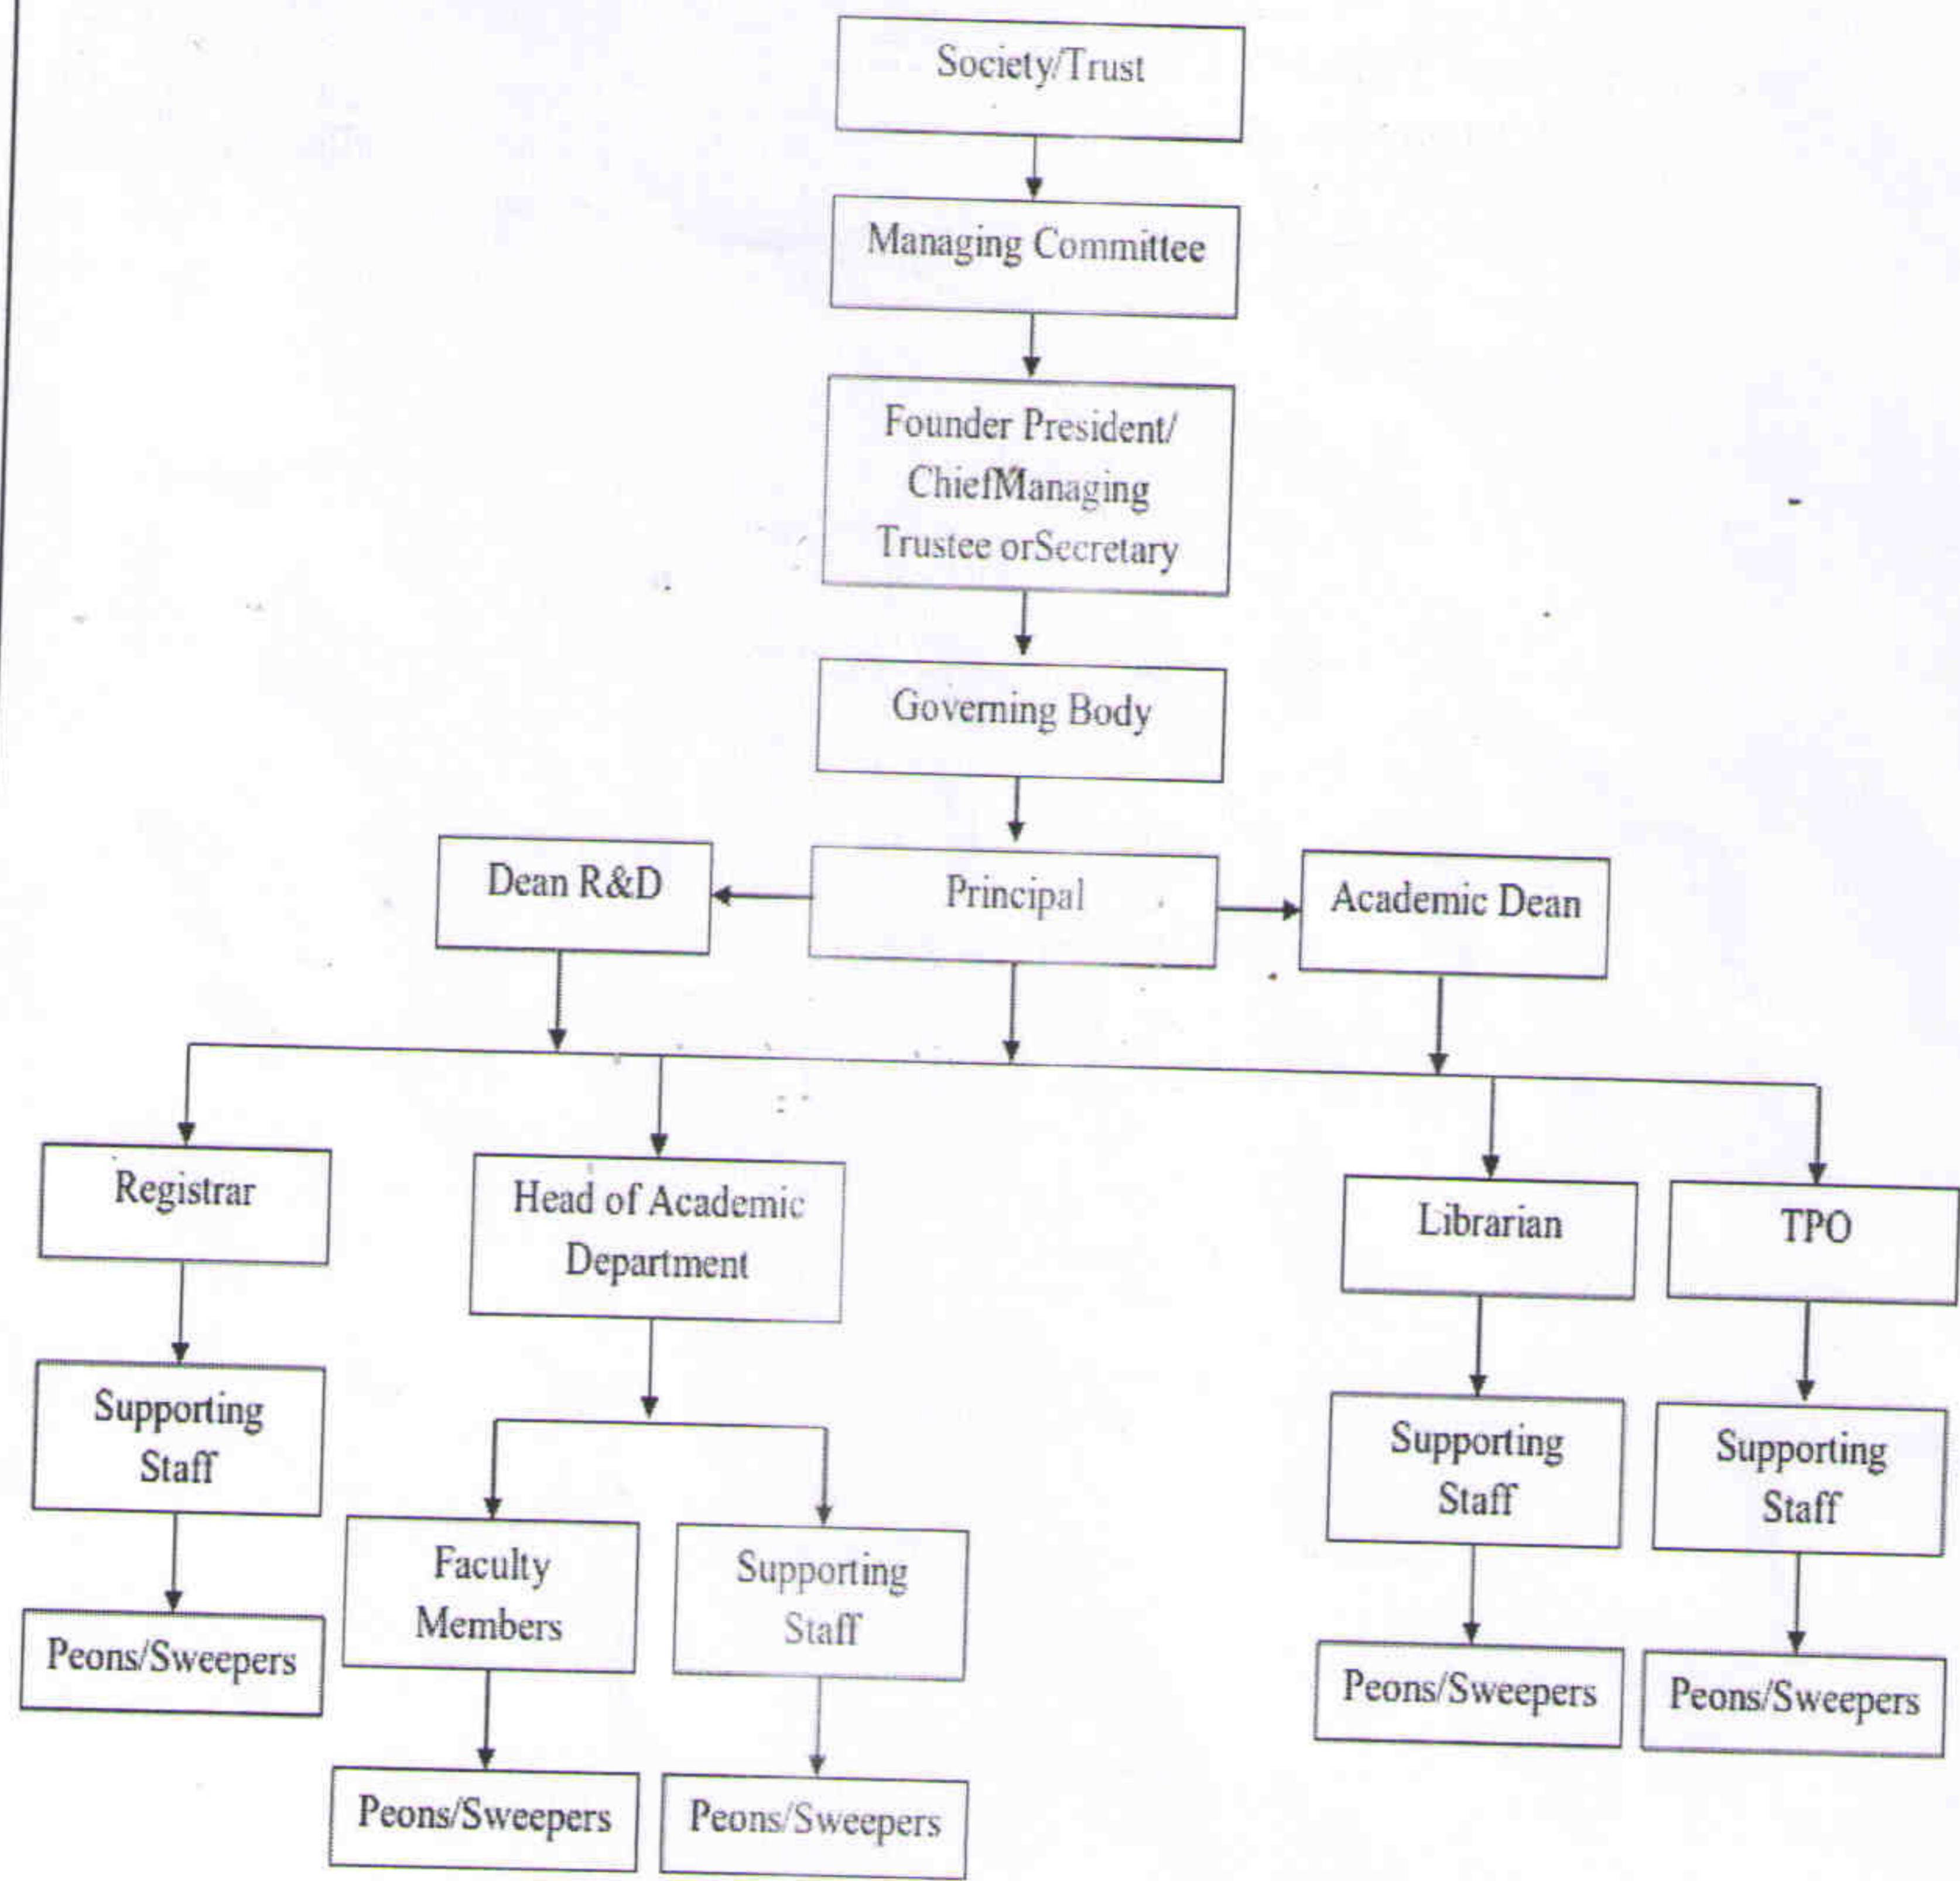 Society/Trust
Managing Committee
Founder President/
ChiefManaging
Trustee orSecretary
Governing Body
Dean R&D
Principal
Academic Dean
Registrar
Head of Academic
Department
Librarian
TPO
Supporting
Staff
Supporting
Staff
Supporting
Staff
Faculty
Members
Supporting
Staff
Peons/Sweepers
Peons/Sweepers
Peons/Sweepers
Peons/Sweepers
Peons/Sweepers